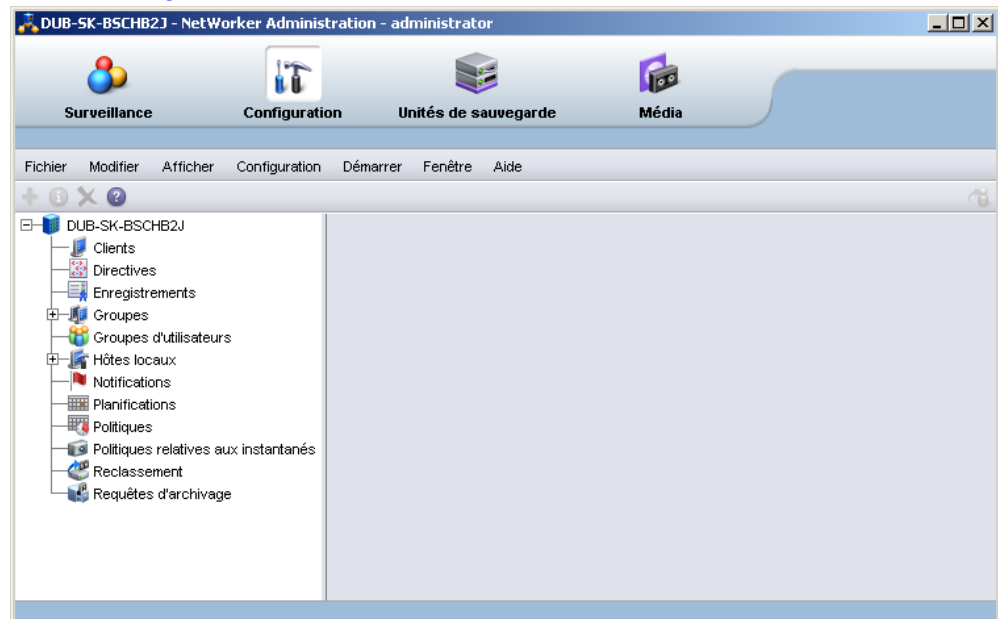 DUB-SK-BSCHB2J - NetWorker Administration - administrator
Surveillance Configuration Unités de sauvegarde Média
Fichier Modifier Afficher Configuration Démarrer Fenêtre Aide
DUB-SK-BSCHB2J
Clients
Directives
Enregistrements
Groupes
Groupes d'utilisateurs
Hôtes locaux
Notifications
Planifications
Politiques
Politiques relatives aux instantanés
Reclassement
Requêtes d'archivage